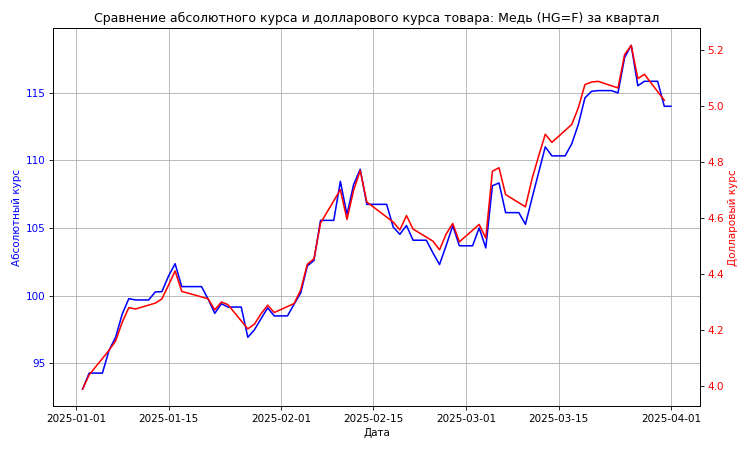 Сравнение абсолютного курса и долларового курса товара: Медь (HG=F) за квартал
Абсолютный курс
115
110
105
100
95
5.2
5.0
4.8
4.6
4.4
4.2
4.0
Долларовый курс
2025-01-01 2025-01-15 2025-02-01 2025-02-15 2025-03-01 2025-03-15 2025-04-01
Дата